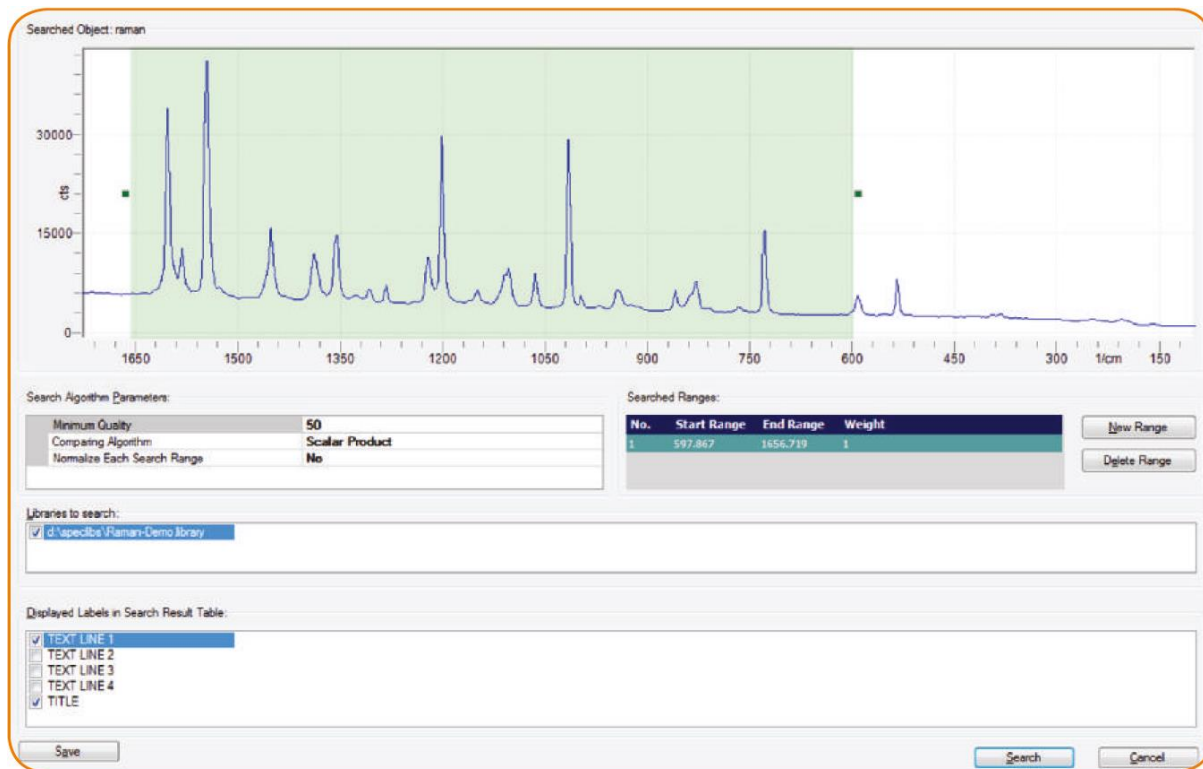 Searched Object: raman
30000
cts
15000
0
1650 1500 1350 1200 1050 900 750 600 450 300 1/cm 150
Search Algorithm Parameters:
Minimum Quality 50
Comparing Algorithm Scalar Product
Normalize Each Search Range No
Searched Ranges:
No. Start Range End Range Weight
1 597.867 1656.719 1
New Range
Delete Range
Libraries to search:
d:\speclibs\Raman-Demo.library
Displayed Labels in Search Result Table:
TEXT LINE 1
TEXT LINE 2
TEXT LINE 3
TEXT LINE 4
TITLE
Save Search Cancel